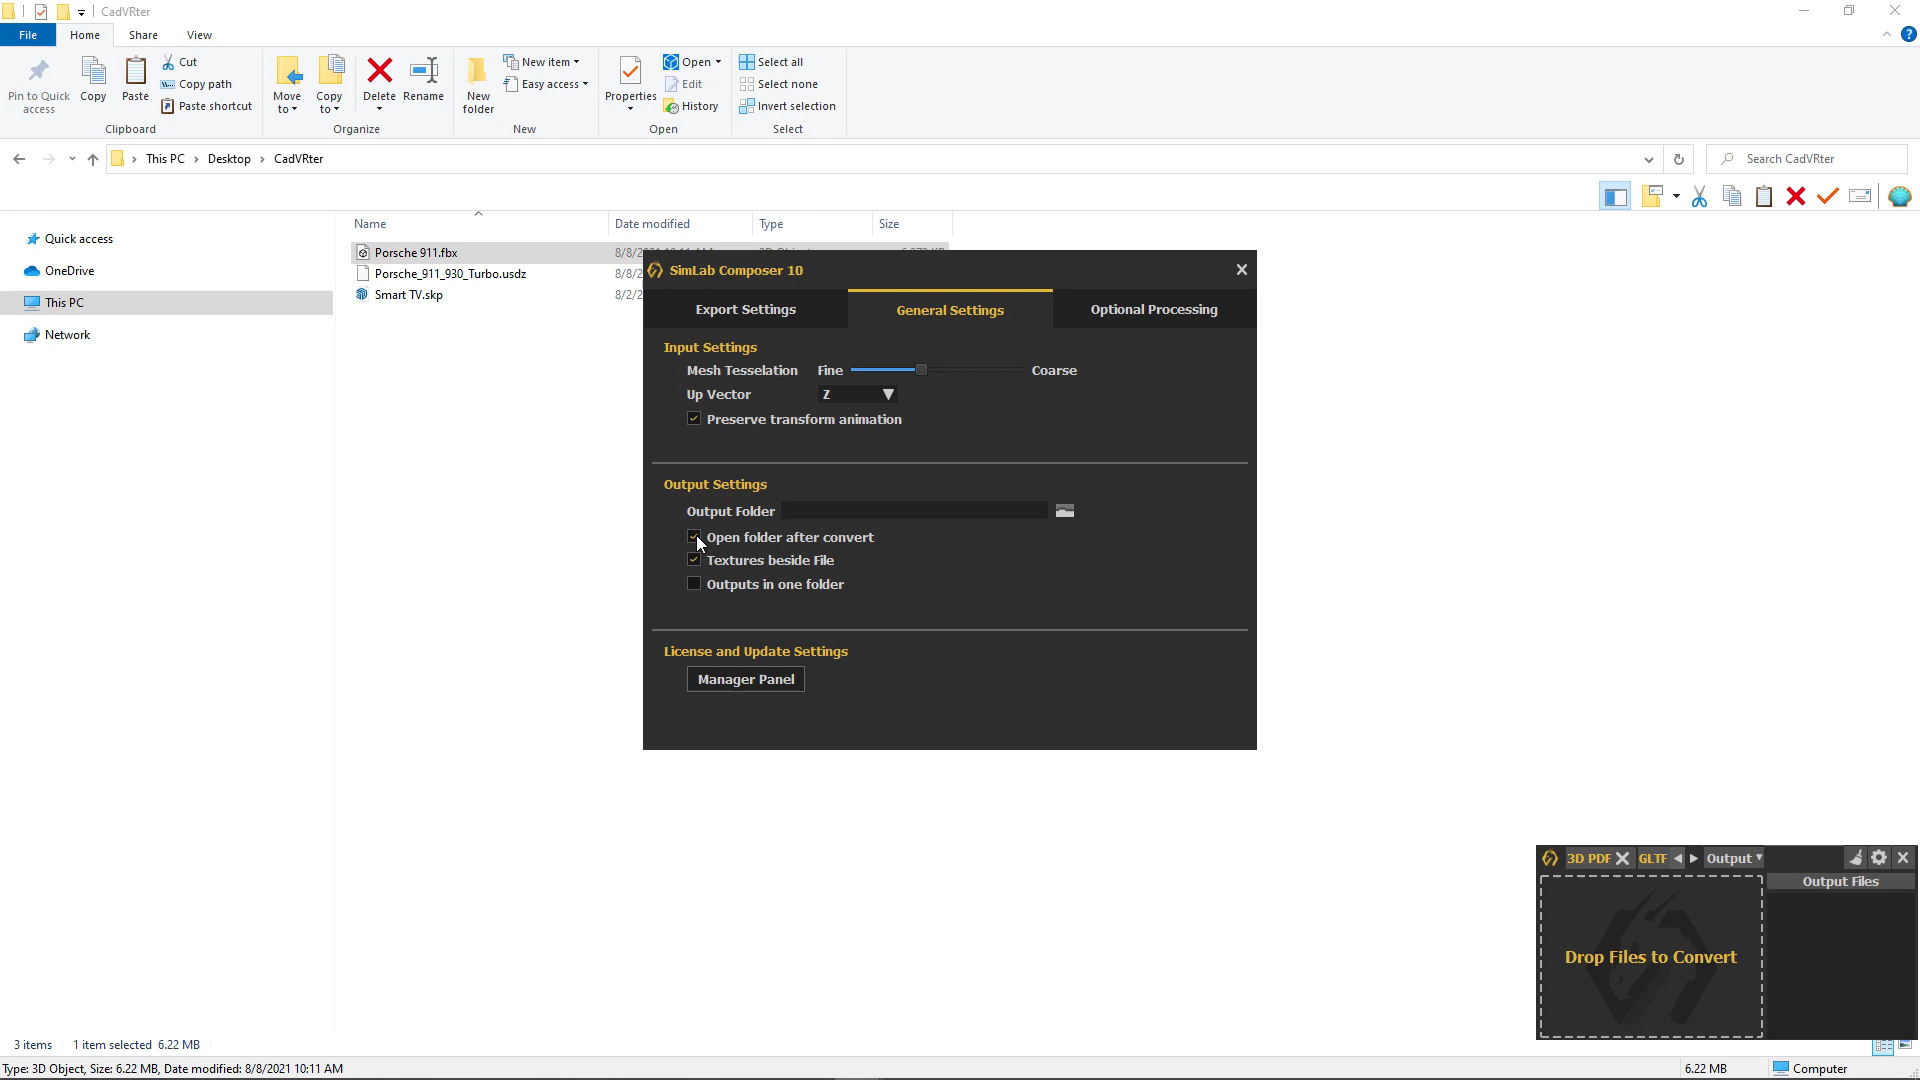 CadVRter
File Home Share View
Pin to Quick access
Copy
Paste
Cut
Copy path
Paste shortcut
Clipboard
Move to
Copy to
Delete
Rename
Organize
New folder
New item
Easy access
New
Properties
Open
Edit
History
Open
Select all
Select none
Invert selection
Select
This PC > Desktop > CadVRter
Search CadVRter
Name Date modified Type Size
Quick access
OneDrive
This PC
Network
Porsche 911.fbx
Porsche_911_930_Turbo.usdz 8/8/2
Smart TV.skp 8/2/2
SimLab Composer 10
Export Settings General Settings Optional Processing
Input Settings
Mesh Tesselation Fine Coarse
Up Vector Z
Preserve transform animation
Output Settings
Output Folder
Open folder after convert
Textures beside File
Outputs in one folder
License and Update Settings
Manager Panel
3D PDF GLTF Output
Output Files
Drop Files to Convert
3 items 1 item selected 6.22 MB
Type: 3D Object, Size: 6.22 MB, Date modified: 8/8/2021 10:11 AM 6.22 MB Computer